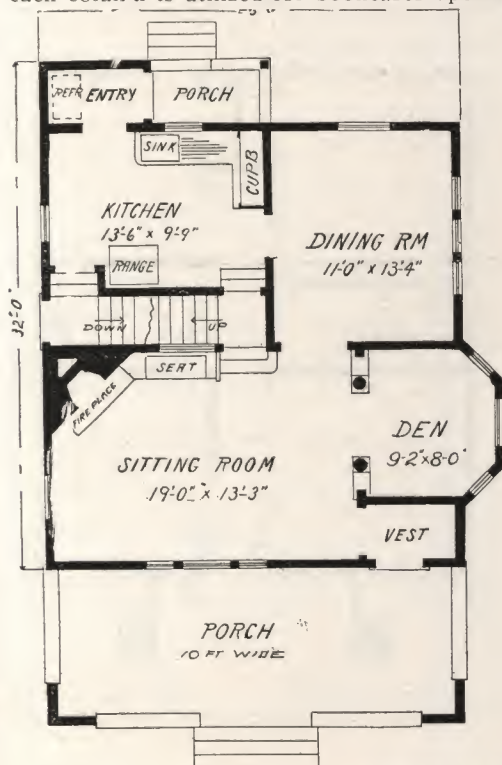 REFR. ENTRY
PORCH
SINK
CUPB
KITCHEN
13'-6" x 9'-9"
RANGE
DINING RM
11'-0" x 13'-4"
32'-0"
DOWN
UP
SEAT
FIRE PLACE
DEN
9'-2" x 8'-0"
SITTING ROOM
19'-0" x 13'-3"
VEST
PORCH
10 FT WIDE